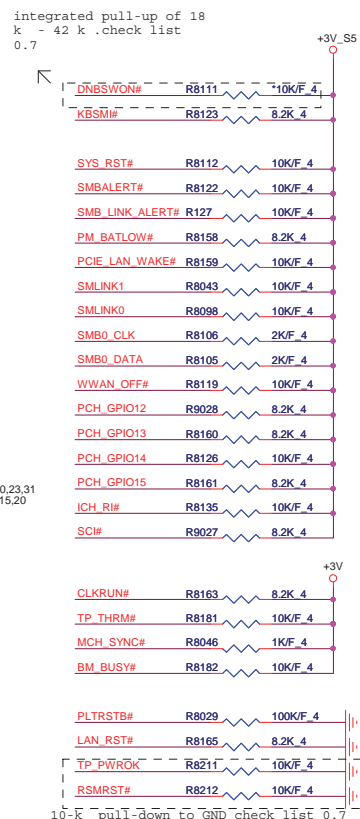 integrated pull-up of 18
k - 42 k .check list
0.7
+3V_S5
DNBSWON# R8111 *10K/F_4
KBSMI# R8123 8.2K_4
SYS_RST# R8112 10K/F_4
SMBALERT# R8122 10K/F_4
SMB_LINK_ALERT# R127 10K/F_4
PM_BATLOW# R8158 8.2K_4
PCIE_LAN_WAKE# R8159 10K/F_4
SMLINK1 R8043 10K/F_4
SMLINK0 R8098 10K/F_4
SMB0_CLK R8106 2K/F_4
SMB0_DATA R8105 2K/F_4
WWAN_OFF# R8119 10K/F_4
PCH_GPIO12 R9028 8.2K_4
PCH_GPIO13 R8160 8.2K_4
PCH_GPIO14 R8126 10K/F_4
PCH_GPIO15 R8161 8.2K_4
0,23,31
15,20
ICH_RI# R8135 10K/F_4
SCI# R9027 8.2K_4
+3V
CLKRUN# R8163 8.2K_4
TP_THRM# R8181 10K/F_4
MCH_SYNC# R8046 1K/F_4
BM_BUSY# R8182 10K/F_4
PLTRSTB# R8029 100K/F_4
LAN_RST# R8165 8.2K_4
TP_PWROK R8211 10K/F_4
RSMRST# R8212 10K/F_4
10-k pull-down to GND check list 0.7